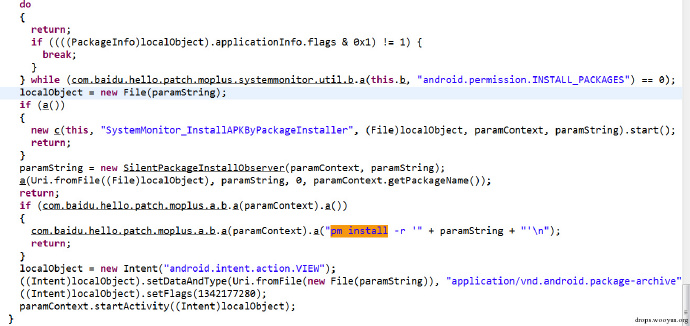 do
{
return;
if ((((PackageInfo)localObject).applicationInfo.flags & 0x1) != 1) {
break;
}
} while (com.baidu.hello.patch.moplus.systemmonitor.util.b.a(this.b, "android.permission.INSTALL_PACKAGES") == 0);
localObject = new File(paramString);
if (a())
{
new c(this, "SystemMonitor_InstallAPKByPackageInstaller", (File)localObject, paramContext, paramString).start();
return;
}
paramString = new SilentPackageInstallObserver(paramContext, paramString);
a(Uri.fromFile((File)localObject), paramString, 0, paramContext.getPackageName());
return;
if (com.baidu.hello.patch.moplus.a.b.a(paramContext).a())
{
com.baidu.hello.patch.moplus.a.b.a(paramContext).a("pm install -r '" + paramString + "'\n");
return;
}
localObject = new Intent("android.intent.action.VIEW");
((Intent)localObject).setDataAndType(Uri.fromFile(new File(paramString)), "application/vnd.android.package-archive"
((Intent)localObject).setFlags(1342177280);
paramContext.startActivity((Intent)localObject);
}
drops.wooyun.org